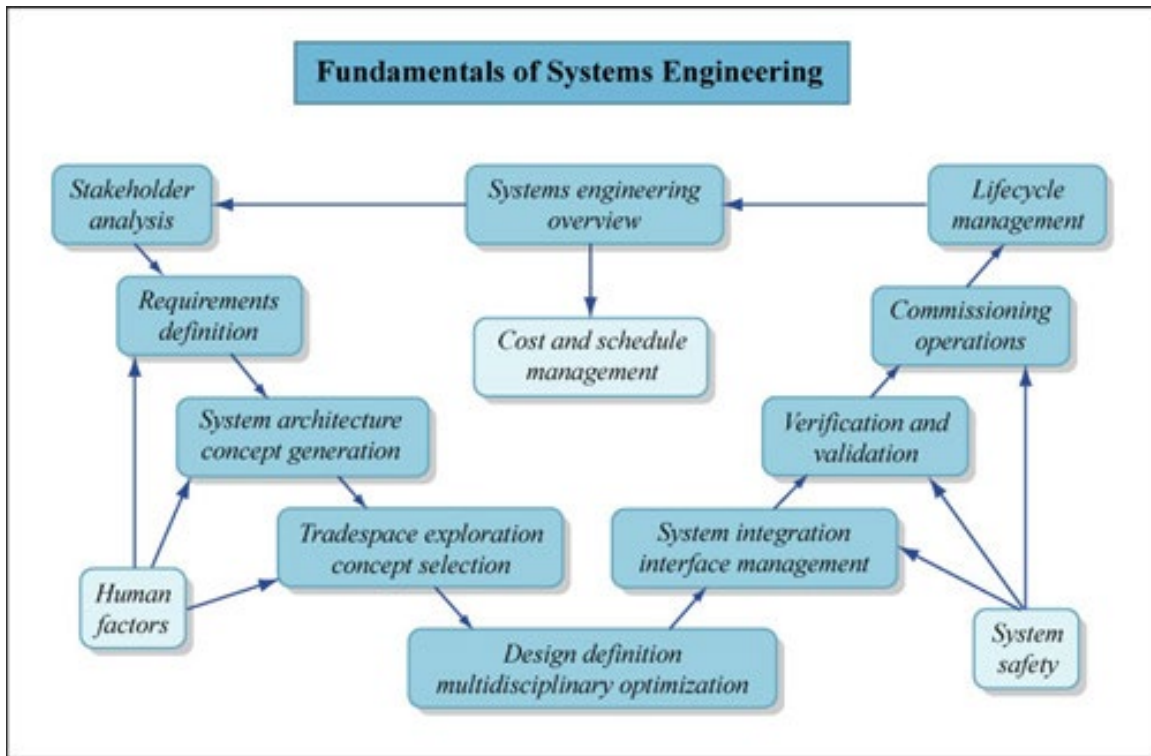 Fundamentals of Systems Engineering
Stakeholder
analysis
Systems engineering
overview
Lifecycle
management
Requirements
definition
Commissioning
operations
Cost and schedule
management
System architecture
concept generation
Verification and
validation
Tradespace exploration
concept selection
System integration
interface management
Human
factors
Design definition
multidisciplinary optimization
System
safety